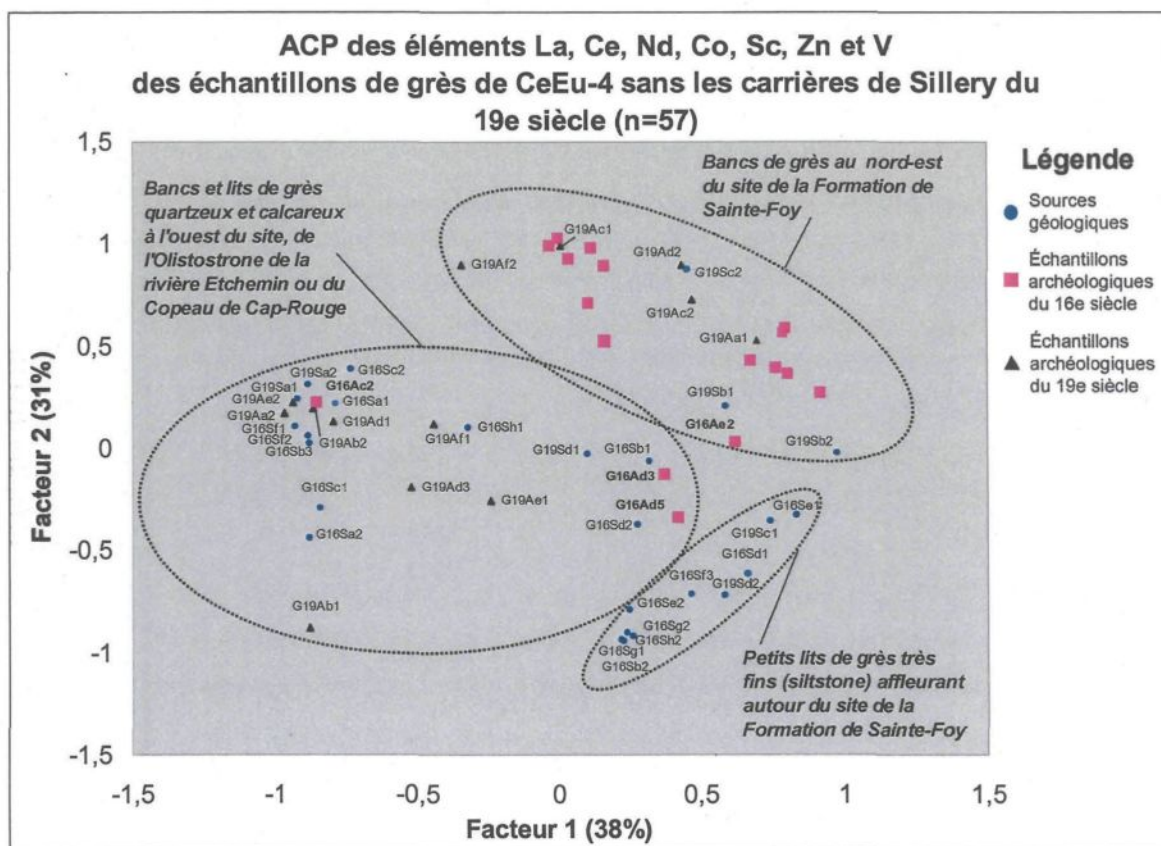 ACP des éléments La, Ce, Nd, Co, Sc, Zn et V
des échantillons de grès de CeEu-4 sans les carrières de Sillery du
19e siècle (n=57)
1,5
1
0,5
0
-0,5
-1
-1,5
Facteur 2 (31%)
Bancs et lits de grès
quartzeux et calcareux
à l'ouest du site, de
l'Olistostrone de la
rivière Etchemin ou du
Copeau de Cap-Rouge
Bancs de grès au nord-est
du site de la Formation de
Sainte-Foy
G19Ac1
G19Af2
G19Ad2
G19Sc2
G19Ac2
G19Aa1
G19Sb1
G16Ae2
G19Sb2
G19Sa2
G16Sc2
G19Sa1
G16Ac2
G19Ae2
G16Sa1
G19Aa2
G19Ad1
G16Sf1
G19Ab2
G16Sf2
G16Sb3
G19Af1
G16Sh1
G19Sd1
G16Sb1
G16Ad3
G16Sc1
G19Ad3
G19Ae1
G16Ad5
G16Sd2
G16Sa2
G19Ab1
G16Se1
G19Sc1
G16Sd1
G16Sf3
G19Sd2
G16Se2
G16Sg2
G16Sh2
G16Sg1
G16Sb2
Petits lits de grès très
fins (siltstone) affleurant
autour du site de la
Formation de Sainte-Foy
-1,5
-1
-0,5
0
0,5
1
1,5
Facteur 1 (38%)
Légende
Sources
géologiques
Échantillons
archéologiques
du 16e siècle
Échantillons
archéologiques
du 19e siècle